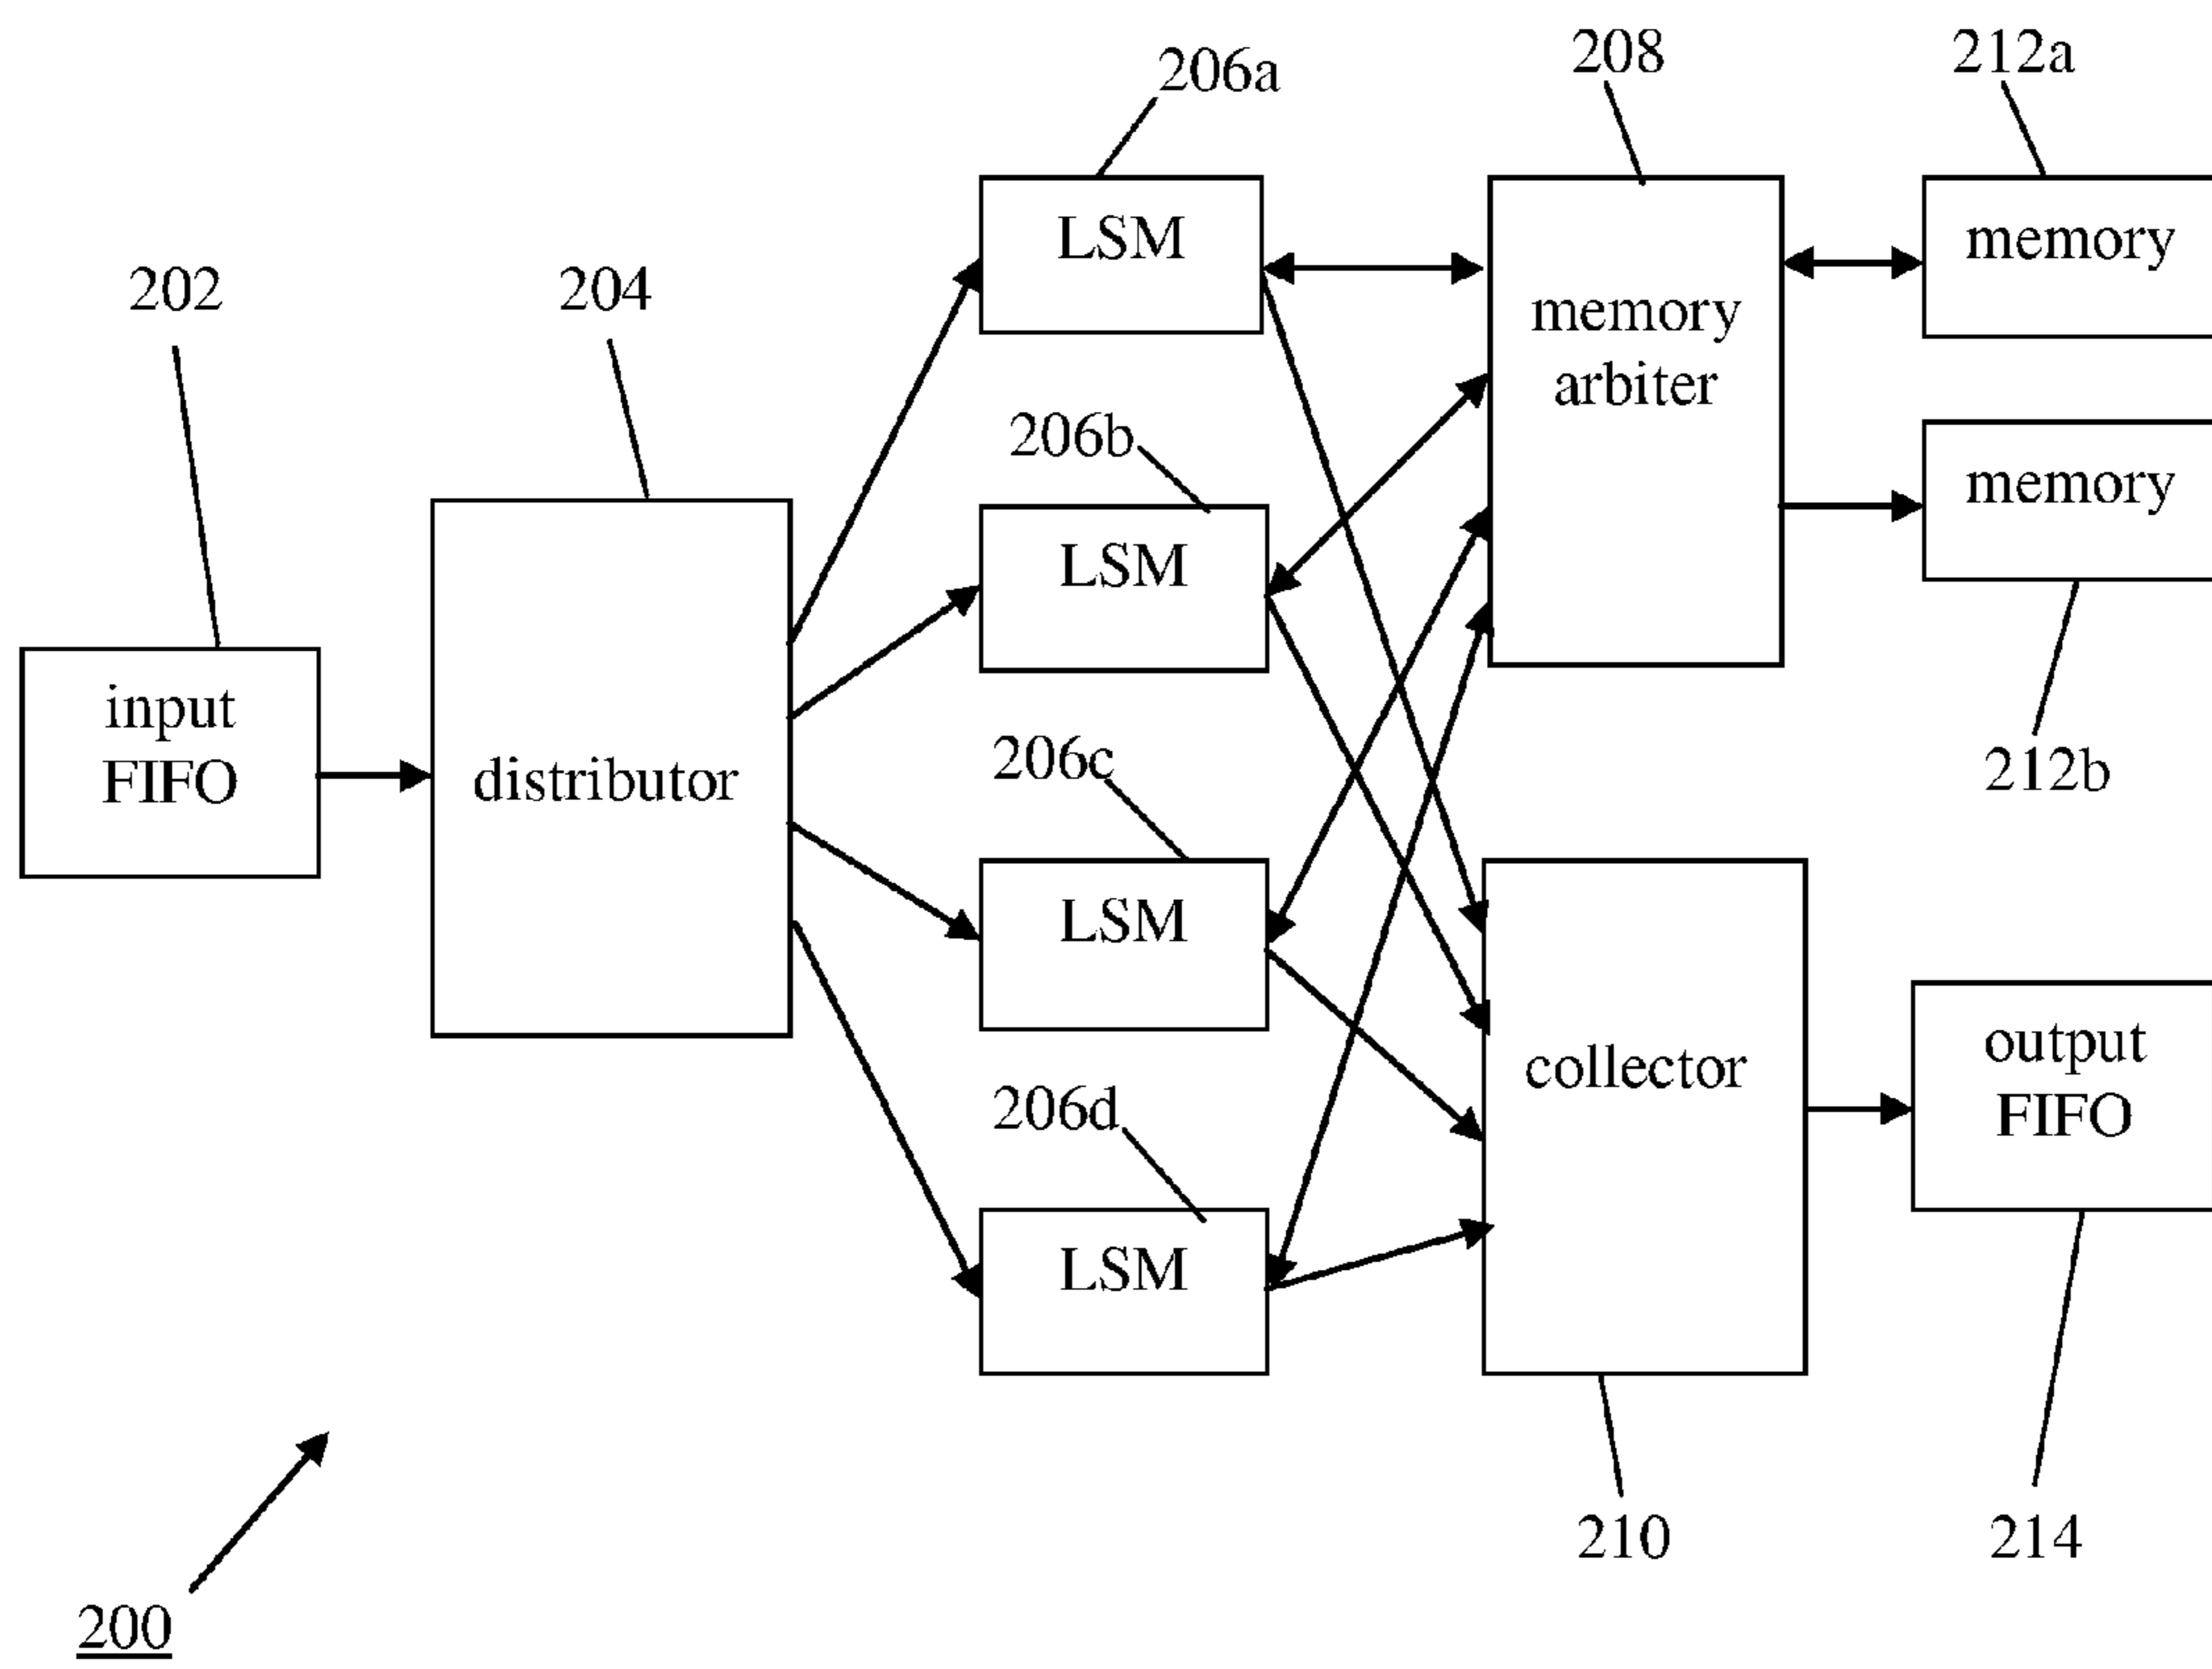 206a
208
212a
LSM
memory
arbiter
memory
202
204
206b
LSM
memory
input
FIFO
distributor
206c
212b
LSM
collector
output
FIFO
206d
LSM
210
214
200